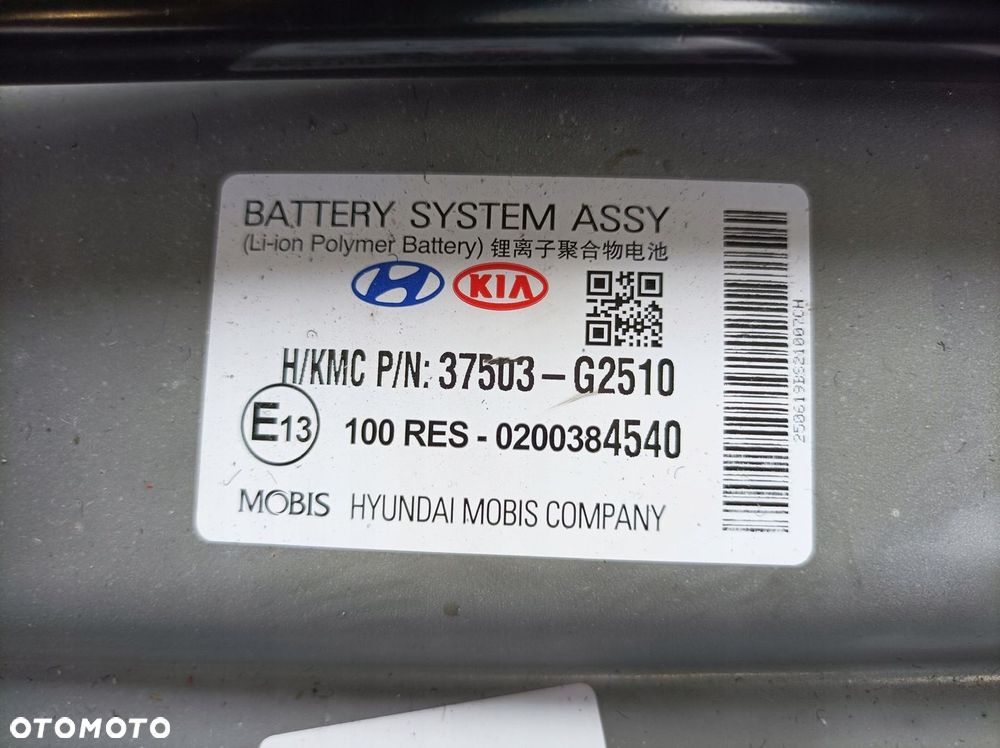 BATTERY SYSTEM ASSY
(Li-ion Polymer Battery) 锂离子聚合物电池
KIA
H/KMC P/N: 37503-G2510
E13
100 RES - 0200384540
MOBIS HYUNDAI MOBIS COMPANY
250619BS21007CH
OTOMOTO